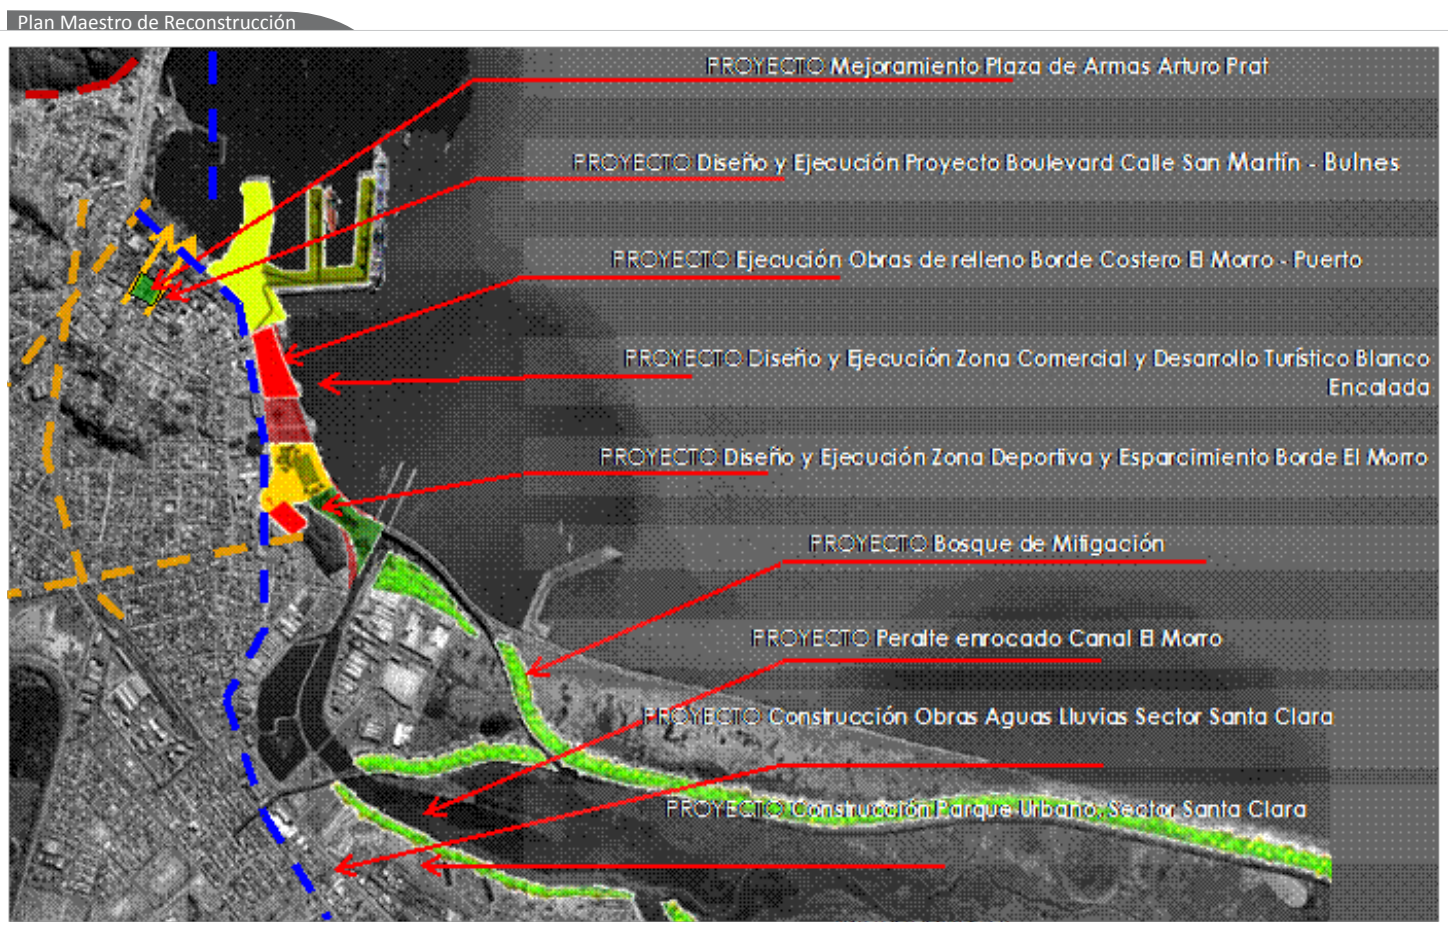 Plan Maestro de Reconstrucción
PROYECTO Mejoramiento Plaza de Armas Arturo Prat
PROYECTO Diseño y Ejecución Proyecto Boulevard Calle San Martín - Bulnes
PROYECTO Ejecución Obras de relleno Borde Costero El Morro - Puerto
PROYECTO Diseño y Ejecución Zona Comercial y Desarrollo Turístico Blanco
Encalada
PROYECTO Diseño y Ejecución Zona Deportiva y Esparcimiento Borde El Morro
PROYECTO Bosque de Mitigación
PROYECTO Peralte enrocado Canal El Morro
PROYECTO Construcción Obras Aguas Lluvias Sector Santa Clara
PROYECTO Construcción Parque Urbano, Sector Santa Clara